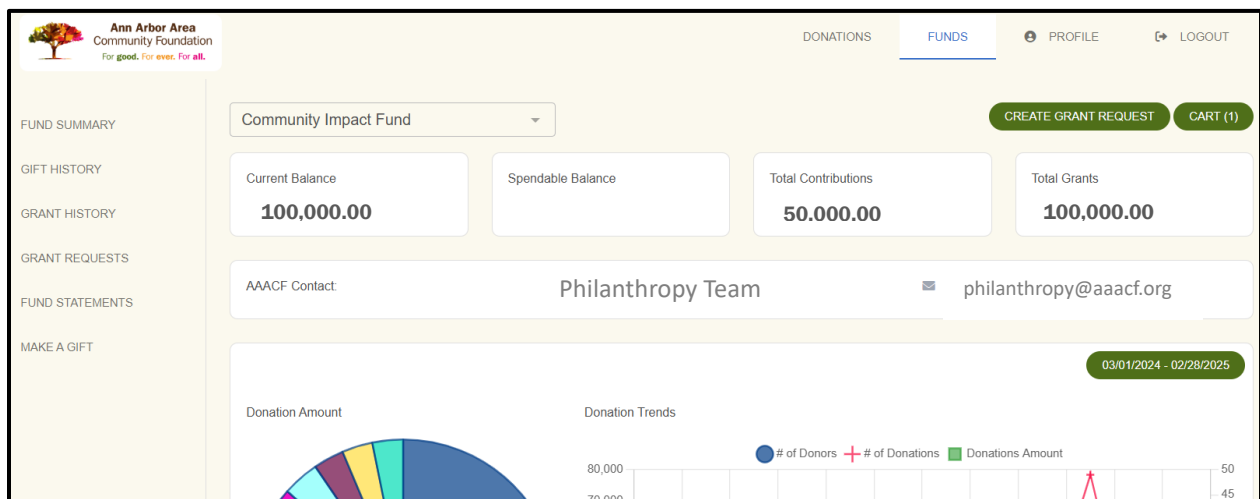 Ann Arbor Area
Community Foundation
For good. For ever. For all.
DONATIONS
FUNDS
PROFILE
LOGOUT
FUND SUMMARY
GIFT HISTORY
GRANT HISTORY
GRANT REQUESTS
FUND STATEMENTS
MAKE A GIFT
Community Impact Fund
CREATE GRANT REQUEST
CART (1)
Current Balance
100,000.00
Spendable Balance
Total Contributions
50.000.00
Total Grants
100,000.00
AAACF Contact:
Philanthropy Team
philanthropy@aaacf.org
03/01/2024 - 02/28/2025
Donation Amount
Donation Trends
# of Donors
# of Donations
Donations Amount
80,000
50
70,000
45